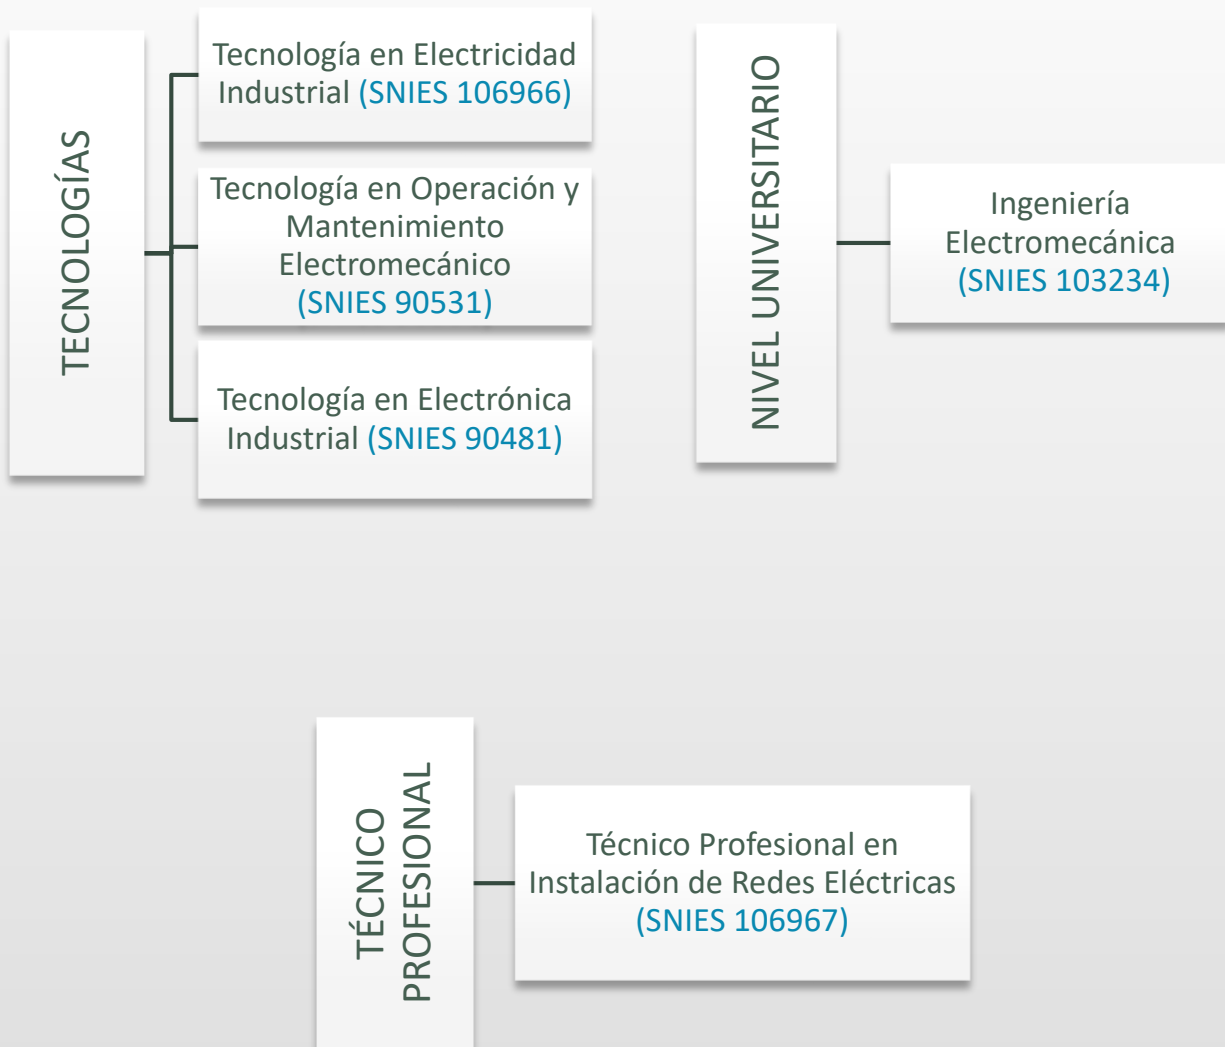 TECNOLOGÍAS
Tecnología en Electricidad
Industrial (SNIES 106966)
Tecnología en Operación y
Mantenimiento
Electromecánico
(SNIES 90531)
Tecnología en Electrónica
Industrial (SNIES 90481)
NIVEL UNIVERSITARIO
Ingeniería
Electromecánica
(SNIES 103234)
TÉCNICO
PROFESIONAL
Técnico Profesional en
Instalación de Redes Eléctricas
(SNIES 106967)